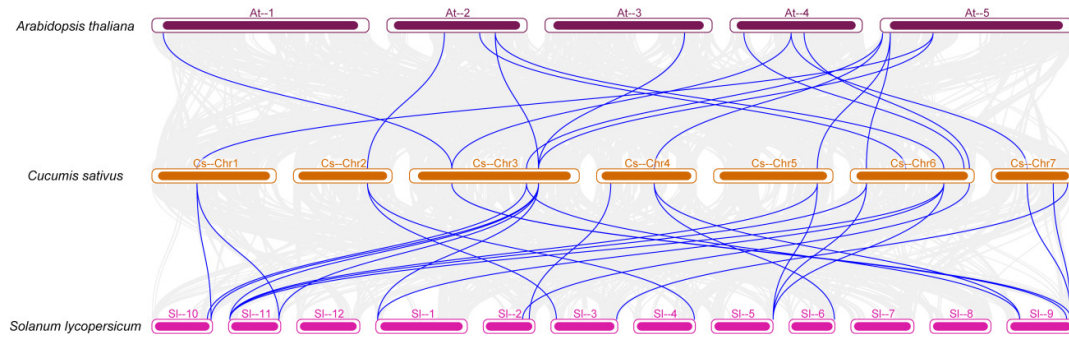 At--1 At--2 At--3 At--4 At--5
Arabidopsis thaliana
Cs--Chr1 Cs--Chr2 Cs--Chr3 Cs--Chr4 Cs--Chr5 Cs--Chr6 Cs--Chr7
Cucumis sativus
Sl--10 Sl--11 Sl--12 Sl--1 Sl--2 Sl--3 Sl--4 Sl--5 Sl--6 Sl--7 Sl--8 Sl--9
Solanum lycopersicum